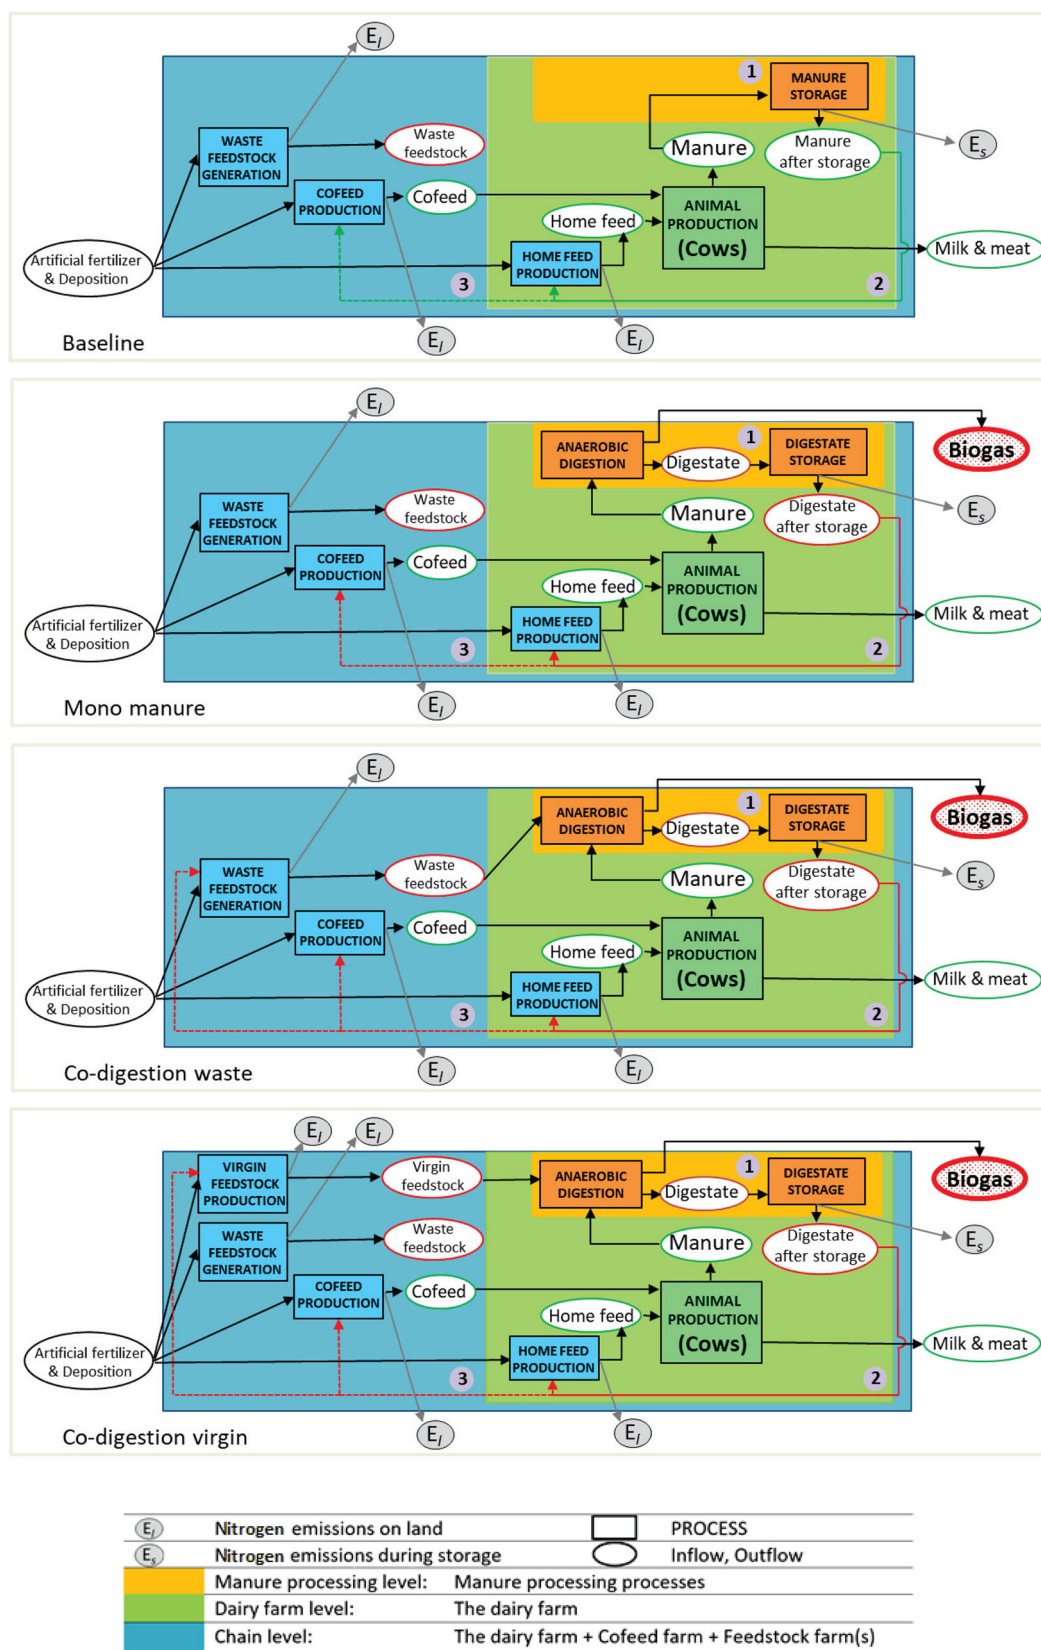 E_l
1
MANURE
STORAGE
WASTE
FEEDSTOCK
GENERATION
Waste
feedstock
Manure
Manure
after storage
E_s
COFEED
PRODUCTION
Cofeed
ANIMAL
PRODUCTION
(Cows)
Home feed
Artificial fertilizer
& Deposition
HOME FEED
PRODUCTION
Milk & meat
3
2
E_l
E_l
Baseline
E_l
1
ANAEROBIC
DIGESTION
Digestate
DIGESTATE
STORAGE
Biogas
WASTE
FEEDSTOCK
GENERATION
Waste
feedstock
Manure
Digestate
after storage
E_s
COFEED
PRODUCTION
Cofeed
ANIMAL
PRODUCTION
(Cows)
Home feed
Artificial fertilizer
& Deposition
HOME FEED
PRODUCTION
Milk & meat
3
2
E_l
E_l
Mono manure
E_l
1
ANAEROBIC
DIGESTION
Digestate
DIGESTATE
STORAGE
Biogas
WASTE
FEEDSTOCK
GENERATION
Waste
feedstock
Manure
Digestate
after storage
E_s
COFEED
PRODUCTION
Cofeed
ANIMAL
PRODUCTION
(Cows)
Home feed
Artificial fertilizer
& Deposition
HOME FEED
PRODUCTION
Milk & meat
3
2
E_l
E_l
Co-digestion waste
E_l
E_l
1
VIRGIN
FEEDSTOCK
PRODUCTION
Virgin
feedstock
ANAEROBIC
DIGESTION
Digestate
DIGESTATE
STORAGE
Biogas
WASTE
FEEDSTOCK
GENERATION
Waste
feedstock
Manure
Digestate
after storage
E_s
COFEED
PRODUCTION
Cofeed
ANIMAL
PRODUCTION
(Cows)
Home feed
Artificial fertilizer
& Deposition
HOME FEED
PRODUCTION
Milk & meat
3
2
E_l
E_l
Co-digestion virgin
E_l Nitrogen emissions on land PROCESS
E_s Nitrogen emissions during storage Inflow, Outflow
Manure processing level: Manure processing processes
Dairy farm level: The dairy farm
Chain level: The dairy farm + Cofeed farm + Feedstock farm(s)